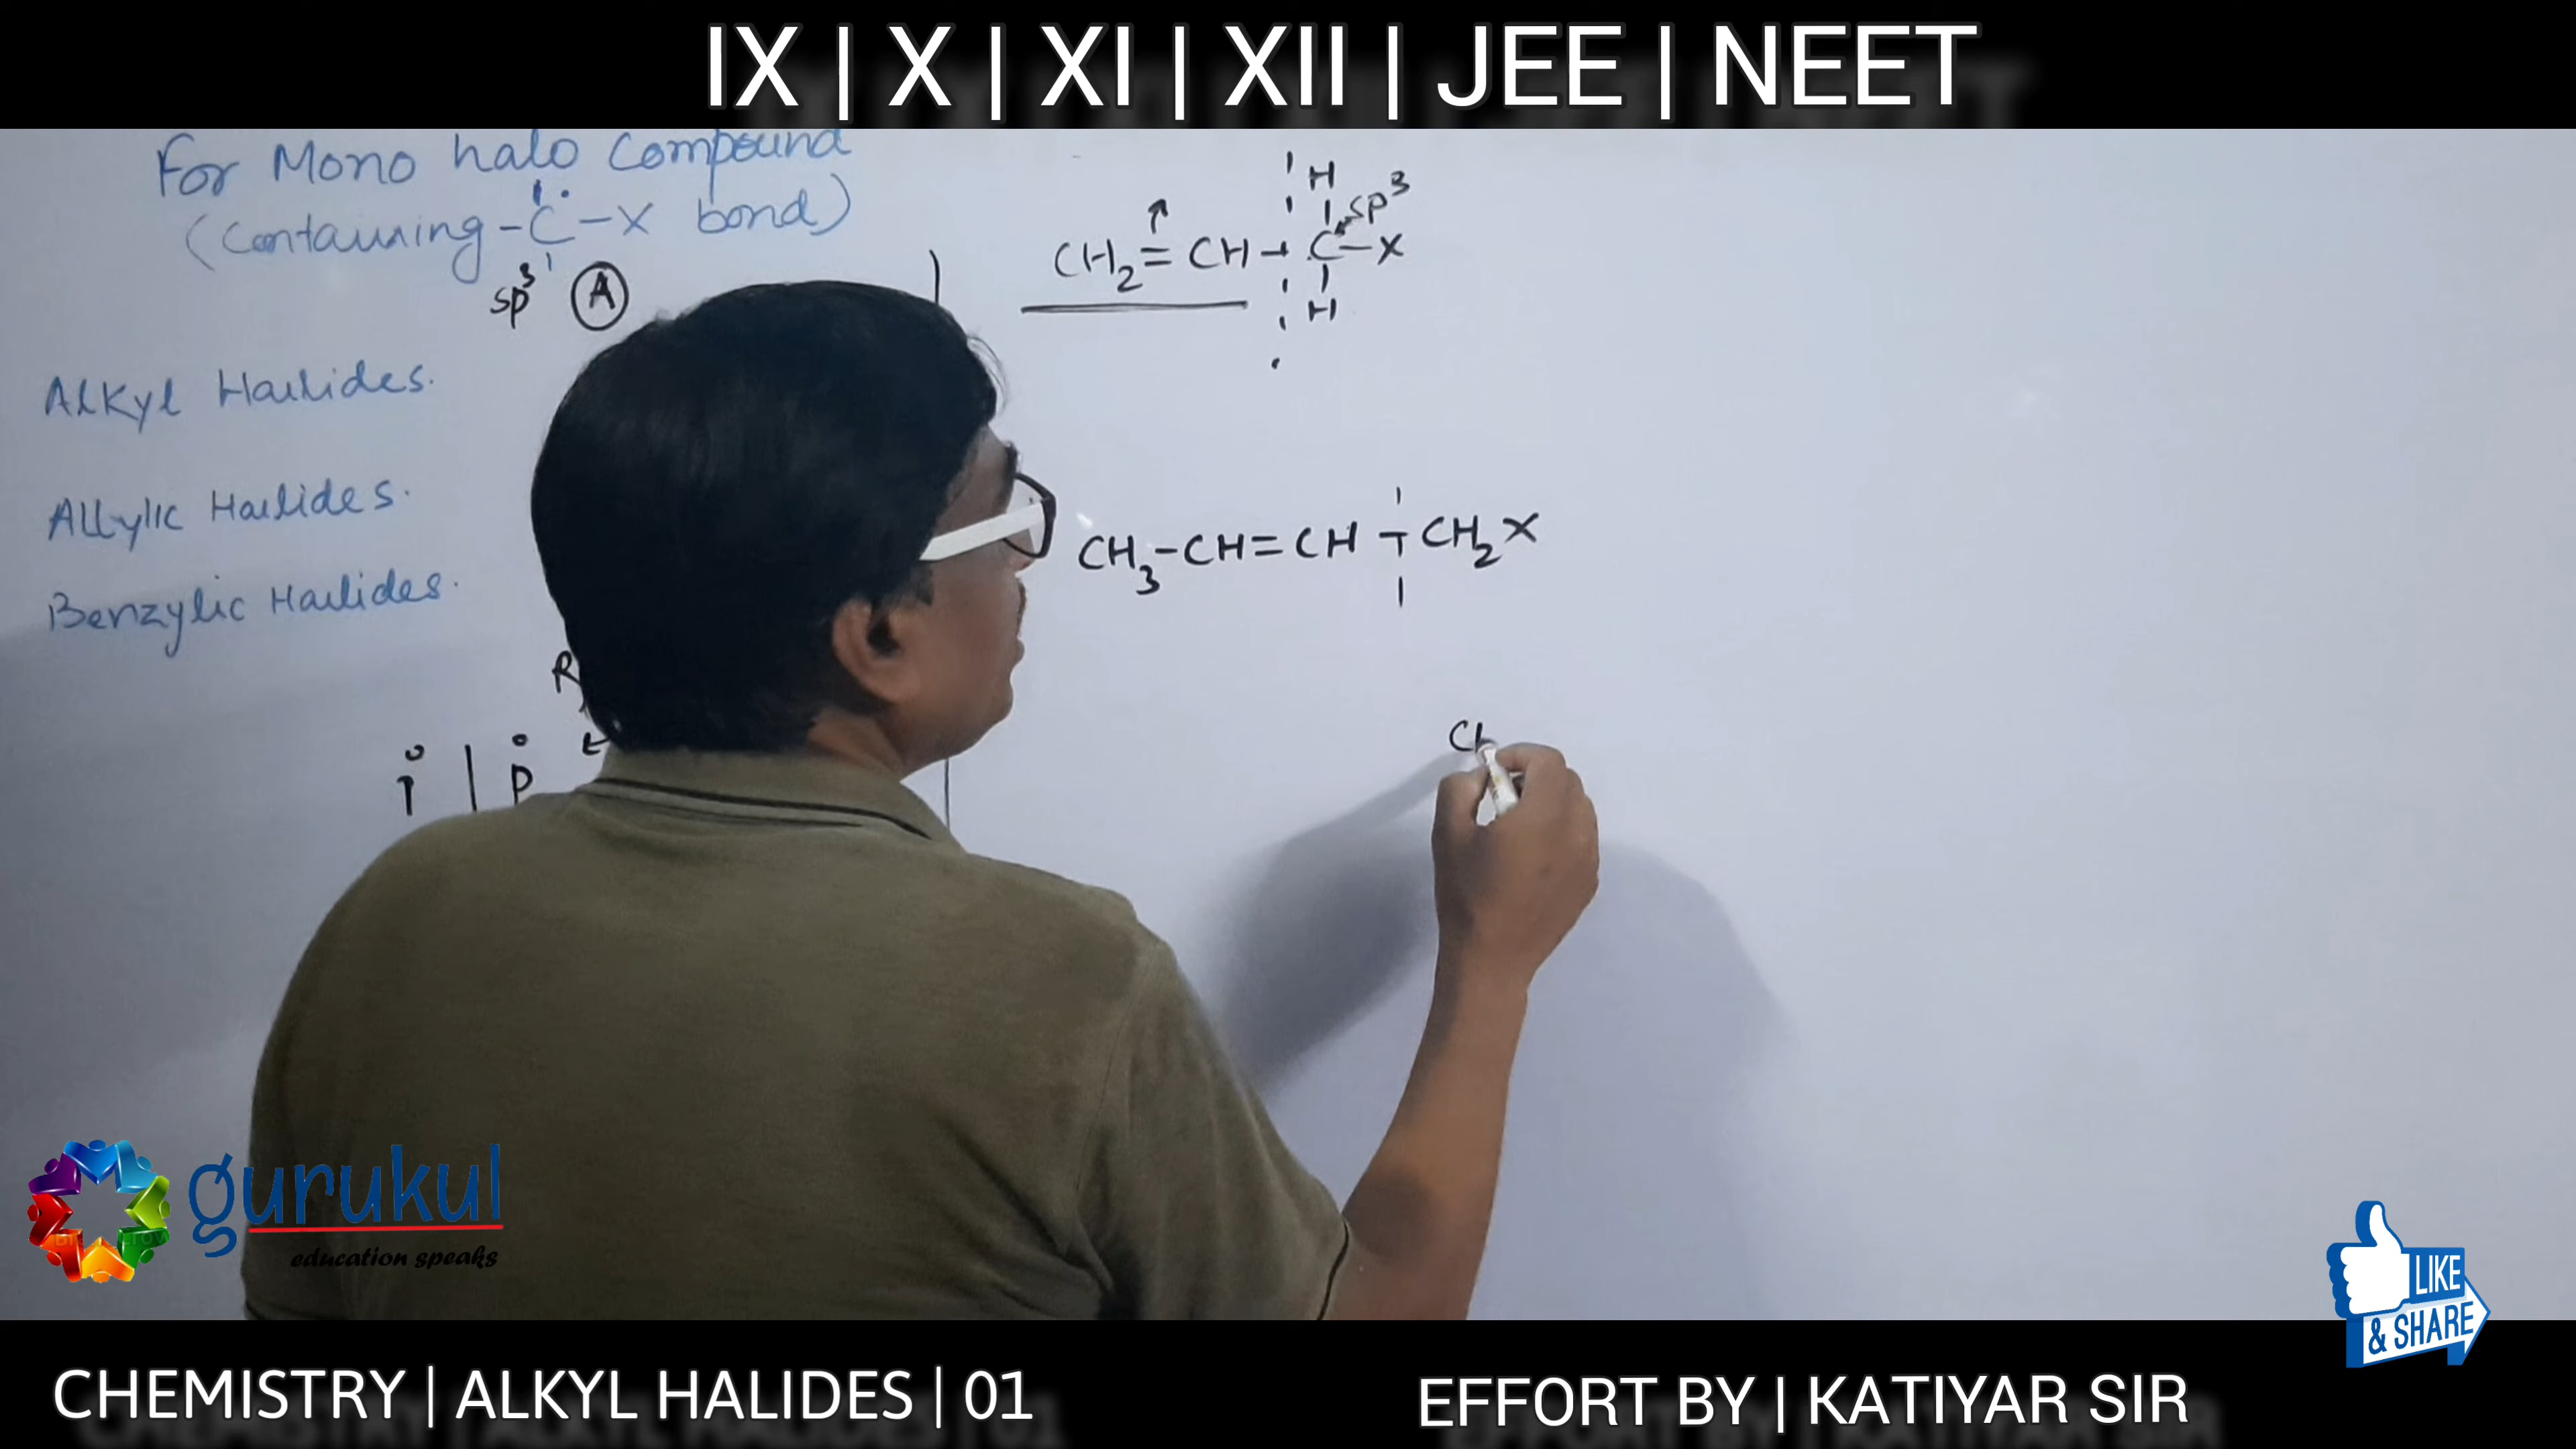 IX | X | XI | XII | JEE | NEET
For Mono halo Compound
(Containing -C-X bond)
sp³ A
Alkyl Halides.
Allylic Halides.
Benzylic Halides.
R
1° | P
H
sp³
CH₂=CH-C-X
H
CH₃-CH=CH-CH₂X
CH
gurukul
education speaks
LIKE
& SHARE
CHEMISTRY | ALKYL HALIDES | 01
EFFORT BY | KATIYAR SIR